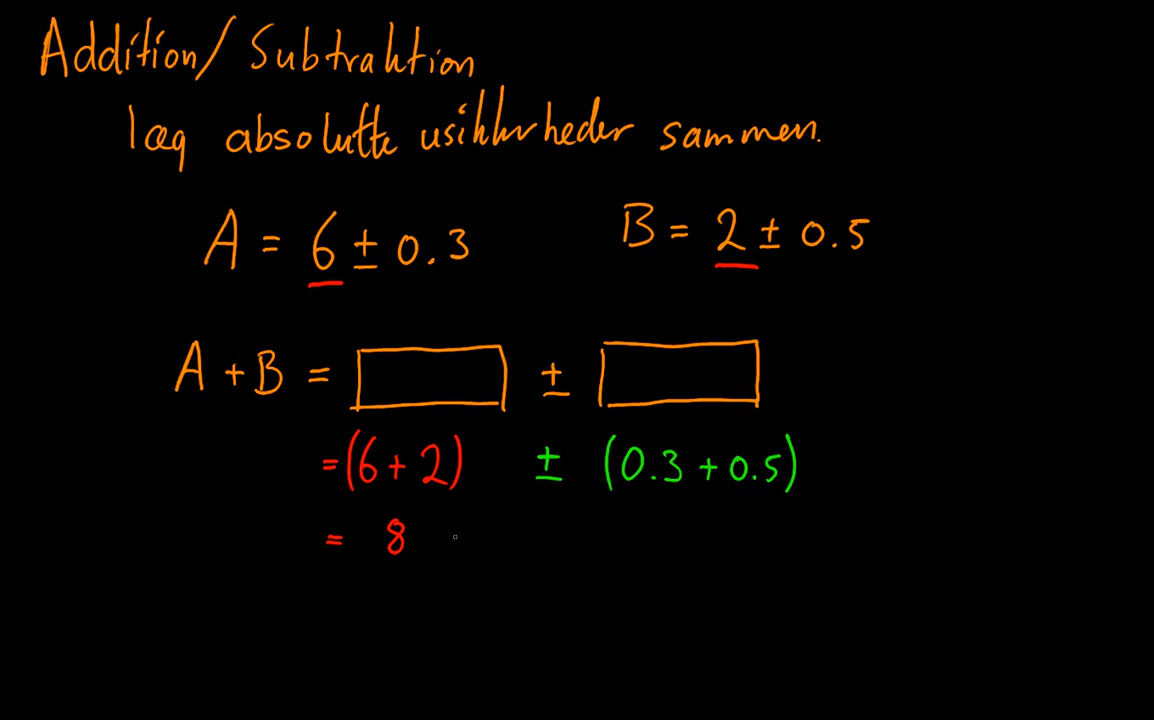 Addition/Subtraktion
læg absolutte usikkerheder sammen.
A = 6 ± 0.3 B = 2 ± 0.5
A + B = ±
= (6 + 2) ± (0.3 + 0.5)
= 8